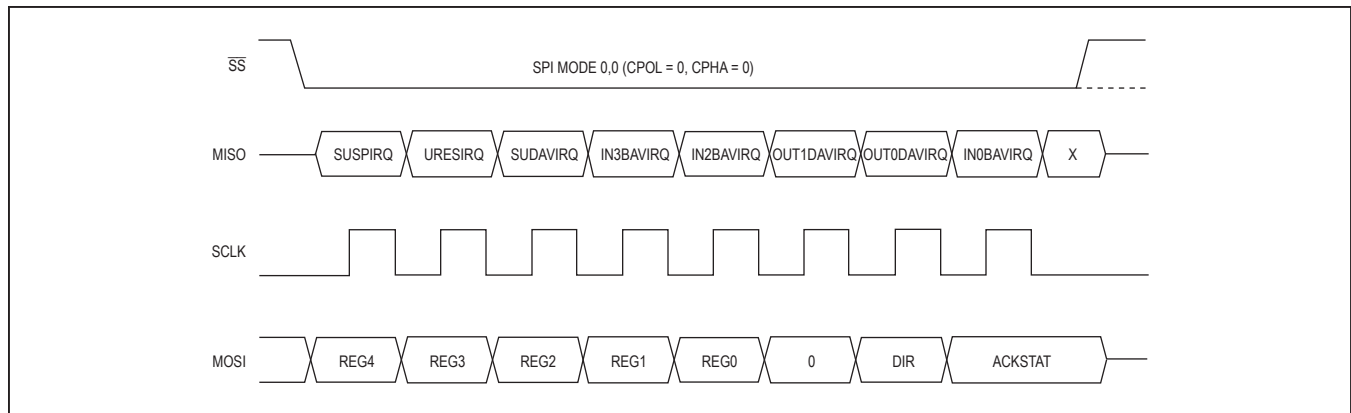 SS
SPI MODE 0,0 (CPOL = 0, CPHA = 0)
MISO SUSPIRQ URESIRQ SUDAVIRQ IN3BAVIRQ IN2BAVIRQ OUT1DAVIRQ OUT0DAVIRQ IN0BAVIRQ X
SCLK
MOSI REG4 REG3 REG2 REG1 REG0 0 DIR ACKSTAT